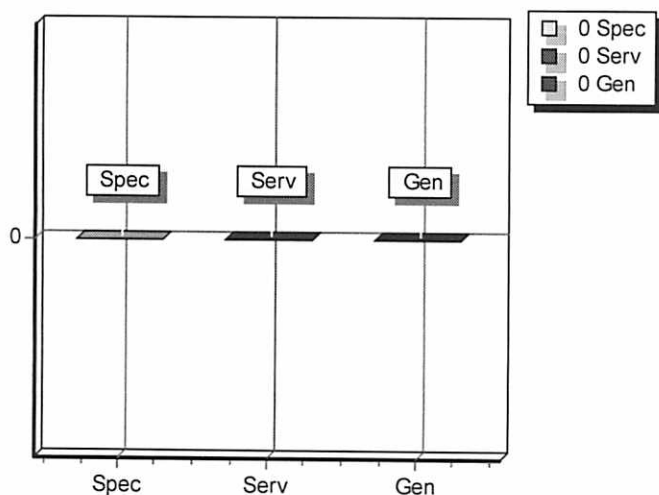 0 Spec
0 Serv
0 Gen
Spec Serv Gen
0
Spec Serv Gen